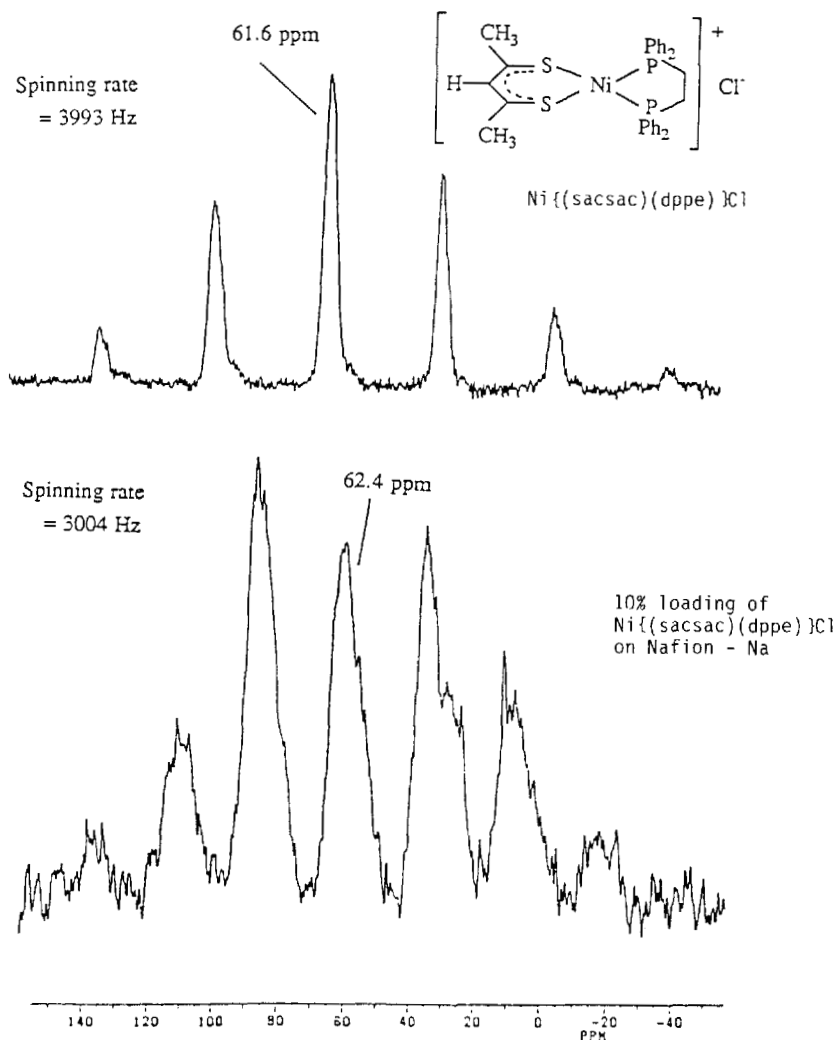 61.6 ppm
Spinning rate
= 3993 Hz
CH3
H
CH3
S
S
Ni
Ph2
P
P
Ph2
+
Cl-
Ni{(sacsac)(dppe)}Cl
Spinning rate
= 3004 Hz
62.4 ppm
10% loading of
Ni{(sacsac)(dppe)}Cl
on Nafion - Na
140 120 100 80 60 40 20 0 -20 -40
PPM